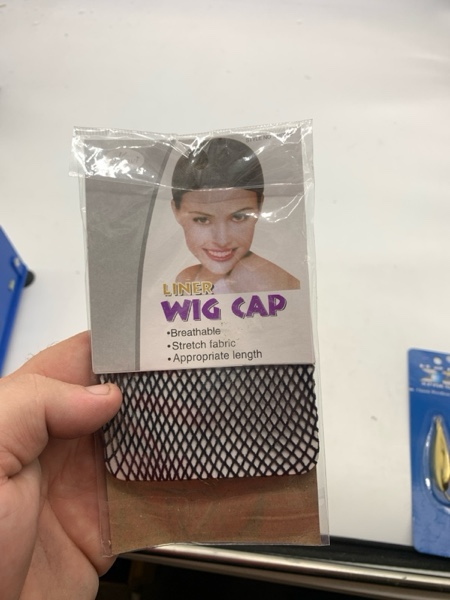 LINER
WIG CAP
•Breathable
•Stretch fabric
•Appropriate length